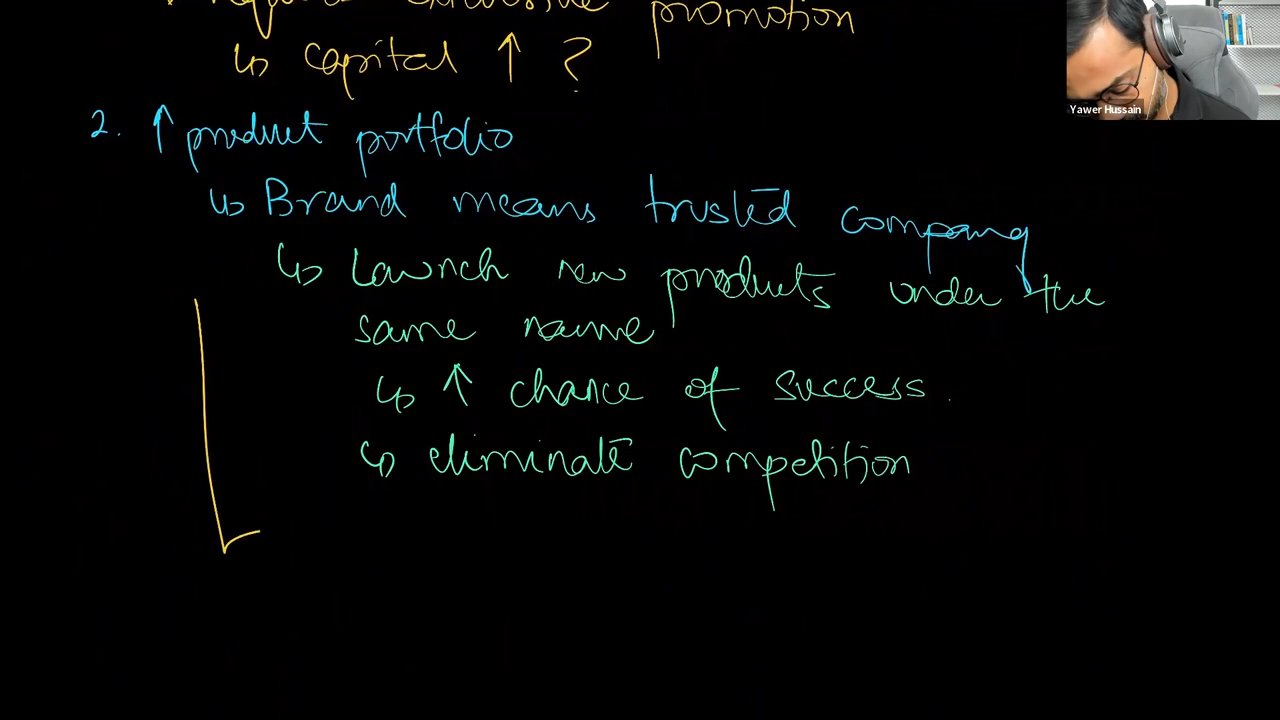 extensive promotion
↳ capital ↑ ?
Yawer Hussain
2. ↑ product portfolio
↳ Brand means trusted company
↳ Launch new products under the
same name
↳ ↑ chance of success.
↳ eliminate competition